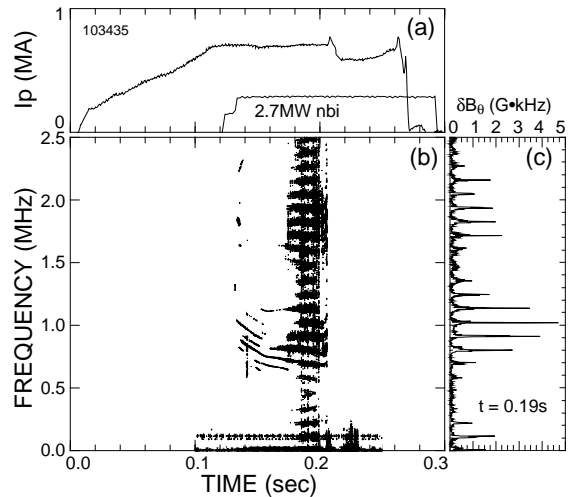 1
103435
(a)
Ip (MA)
2.7MW nbi
0
δBθ (G•kHz)
0 1 2 3 4 5
2.5
(b)
(c)
2.0
1.5
FREQUENCY (MHz)
1.0
0.5
t = 0.19s
0.0
0.0 0.1 0.2 0.3
TIME (sec)